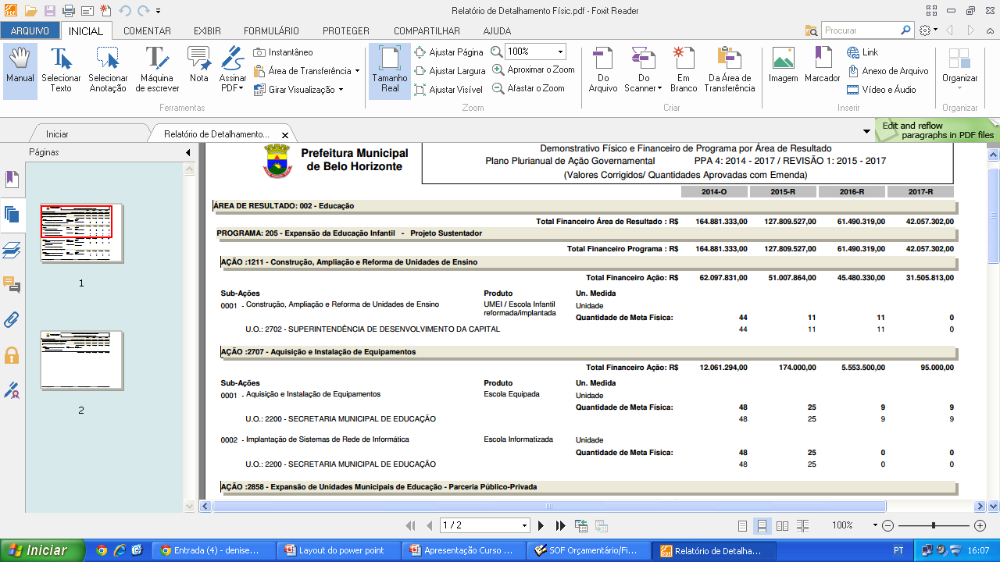 Relatório de Detalhamento Físic.pdf - Foxit Reader
ARQUIVO INICIAL COMENTAR EXIBIR FORMULÁRIO PROTEGER COMPARTILHAR AJUDA Procurar
Manual
Selecionar Texto
Selecionar Anotação
Máquina de escrever
Nota
Assinar PDF
Instantâneo
Área de Transferência
Girar Visualização
Ferramentas
Tamanho Real
Ajustar Página
Ajustar Largura
Ajustar Visível
100%
Aproximar o Zoom
Afastar o Zoom
Zoom
Do Arquivo
Do Scanner
Em Branco
Da Área de Transferência
Criar
Imagem
Marcador
Link
Anexo de Arquivo
Vídeo e Áudio
Inserir
Organizar
Organizar
Iniciar
Relatório de Detalhamento... x
Edit and reflow
paragraphs in PDF files
Páginas
1
2
Prefeitura Municipal
de Belo Horizonte
Demonstrativo Físico e Financeiro de Programa por Área de Resultado
Plano Plurianual de Ação Governamental PPA 4: 2014 - 2017 / REVISÃO 1: 2015 - 2017
(Valores Corrigidos/ Quantidades Aprovadas com Emenda)
2014-O 2015-R 2016-R 2017-R
ÁREA DE RESULTADO: 002 - Educação
Total Financeiro Área de Resultado : R$ 164.881.333,00 127.809.527,00 61.490.319,00 42.057.302,00
PROGRAMA: 205 - Expansão da Educação Infantil - Projeto Sustentador
Total Financeiro Programa : R$ 164.881.333,00 127.809.527,00 61.490.319,00 42.057.302,00
AÇÃO :1211 - Construção, Ampliação e Reforma de Unidades de Ensino
Total Financeiro Ação: R$ 62.097.831,00 51.007.864,00 45.480.330,00 31.505.813,00
Sub-Ações Produto Un. Medida
0001 - Construção, Ampliação e Reforma de Unidades de Ensino UMEI / Escola Infantil Unidade
reformada/implantada
Quantidade de Meta Física: 44 11 11 0
U.O.: 2702 - SUPERINTENDÊNCIA DE DESENVOLVIMENTO DA CAPITAL 44 11 11 0
AÇÃO :2707 - Aquisição e Instalação de Equipamentos
Total Financeiro Ação: R$ 12.061.294,00 174.000,00 5.553.500,00 95.000,00
Sub-Ações Produto Un. Medida
0001 - Aquisição e Instalação de Equipamentos Escola Equipada Unidade
Quantidade de Meta Física: 48 25 9 9
U.O.: 2200 - SECRETARIA MUNICIPAL DE EDUCAÇÃO 48 25 9 9
0002 - Implantação de Sistemas de Rede de Informática Escola Informatizada Unidade
Quantidade de Meta Física: 48 25 0 0
U.O.: 2200 - SECRETARIA MUNICIPAL DE EDUCAÇÃO 48 25 0 0
AÇÃO :2858 - Expansão de Unidades Municipais de Educação - Parceria Público-Privada
1 / 2
100%
Iniciar
Entrada (4) - denise...
Layout do power point
Apresentação Curso ...
SOF Orçamentário/Fi...
Relatório de Detalha...
PT
16:07